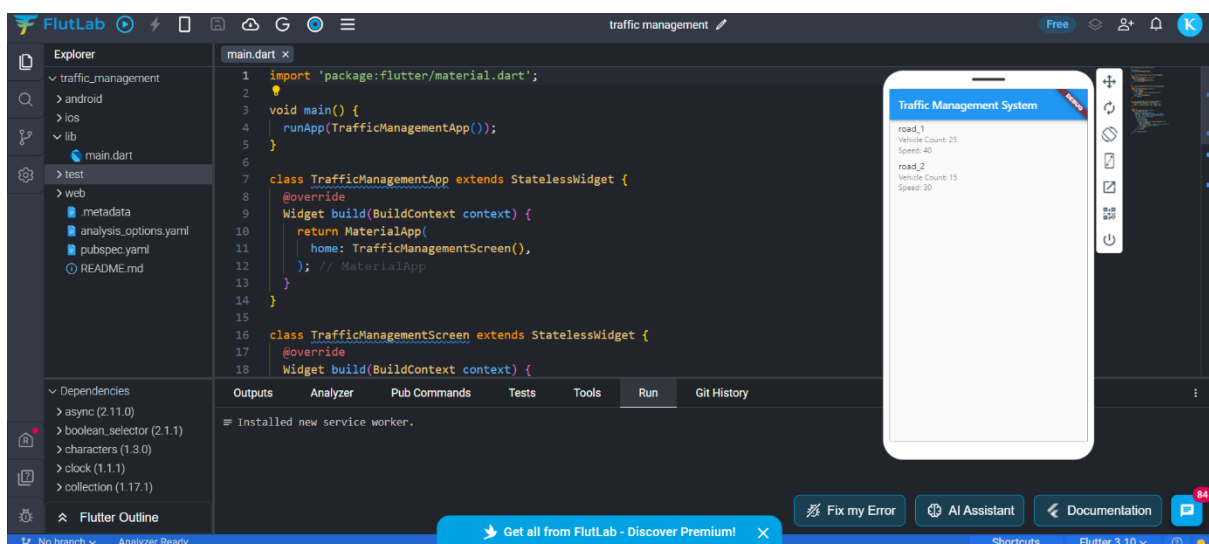 FlutLab
traffic management
Free
K
Explorer
traffic_management
android
ios
lib
main.dart
test
web
.metadata
analysis_options.yaml
pubspec.yaml
README.md
Dependencies
async (2.11.0)
boolean_selector (2.1.1)
characters (1.3.0)
clock (1.1.1)
collection (1.17.1)
Flutter Outline
main.dart ×
1 import 'package:flutter/material.dart';
2
3 void main() {
4 runApp(TrafficManagementApp());
5 }
6
7 class TrafficManagementApp extends StatelessWidget {
8 @override
9 Widget build(BuildContext context) {
10 return MaterialApp(
11 home: TrafficManagementScreen(),
12 ); // MaterialApp
13 }
14 }
15
16 class TrafficManagementScreen extends StatelessWidget {
17 @override
18 Widget build(BuildContext context) {
Traffic Management System
DEBUG
road_1
Vehicle Count: 25
Speed: 40
road_2
Vehicle Count: 15
Speed: 30
Outputs Analyzer Pub Commands Tests Tools Run Git History
Installed new service worker.
Fix my Error
AI Assistant
Documentation
84
Get all from FlutLab - Discover Premium! ×
No branch Analyzer Ready
Shortcuts Flutter 3.10